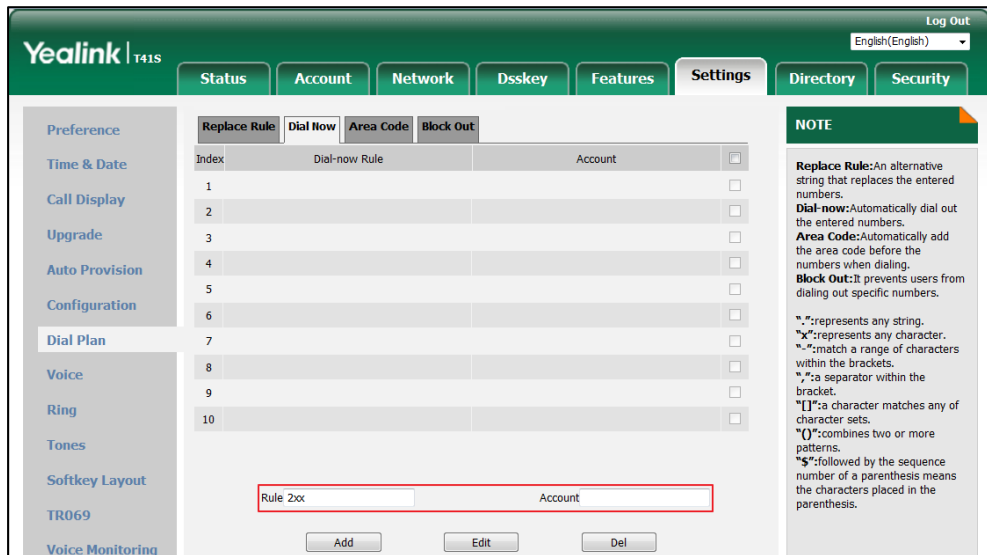 Log Out
Yealink | T41S
English(English)
Status Account Network Dsskey Features Settings Directory Security
Preference
Time & Date
Call Display
Upgrade
Auto Provision
Configuration
Dial Plan
Voice
Ring
Tones
Softkey Layout
TR069
Voice Monitoring
Replace Rule Dial Now Area Code Block Out
Index Dial-now Rule Account
1
2
3
4
5
6
7
8
9
10
Rule 2xx Account
Add Edit Del
NOTE
Replace Rule:An alternative
string that replaces the entered
numbers.
Dial-now:Automatically dial out
the entered numbers.
Area Code:Automatically add
the area code before the
numbers when dialing.
Block Out:It prevents users from
dialing out specific numbers.
".":represents any string.
"x":represents any character.
"-":match a range of characters
within the brackets.
",":a separator within the
bracket.
"[]":a character matches any of
character sets.
"()":combines two or more
patterns.
"$":followed by the sequence
number of a parenthesis means
the characters placed in the
parenthesis.